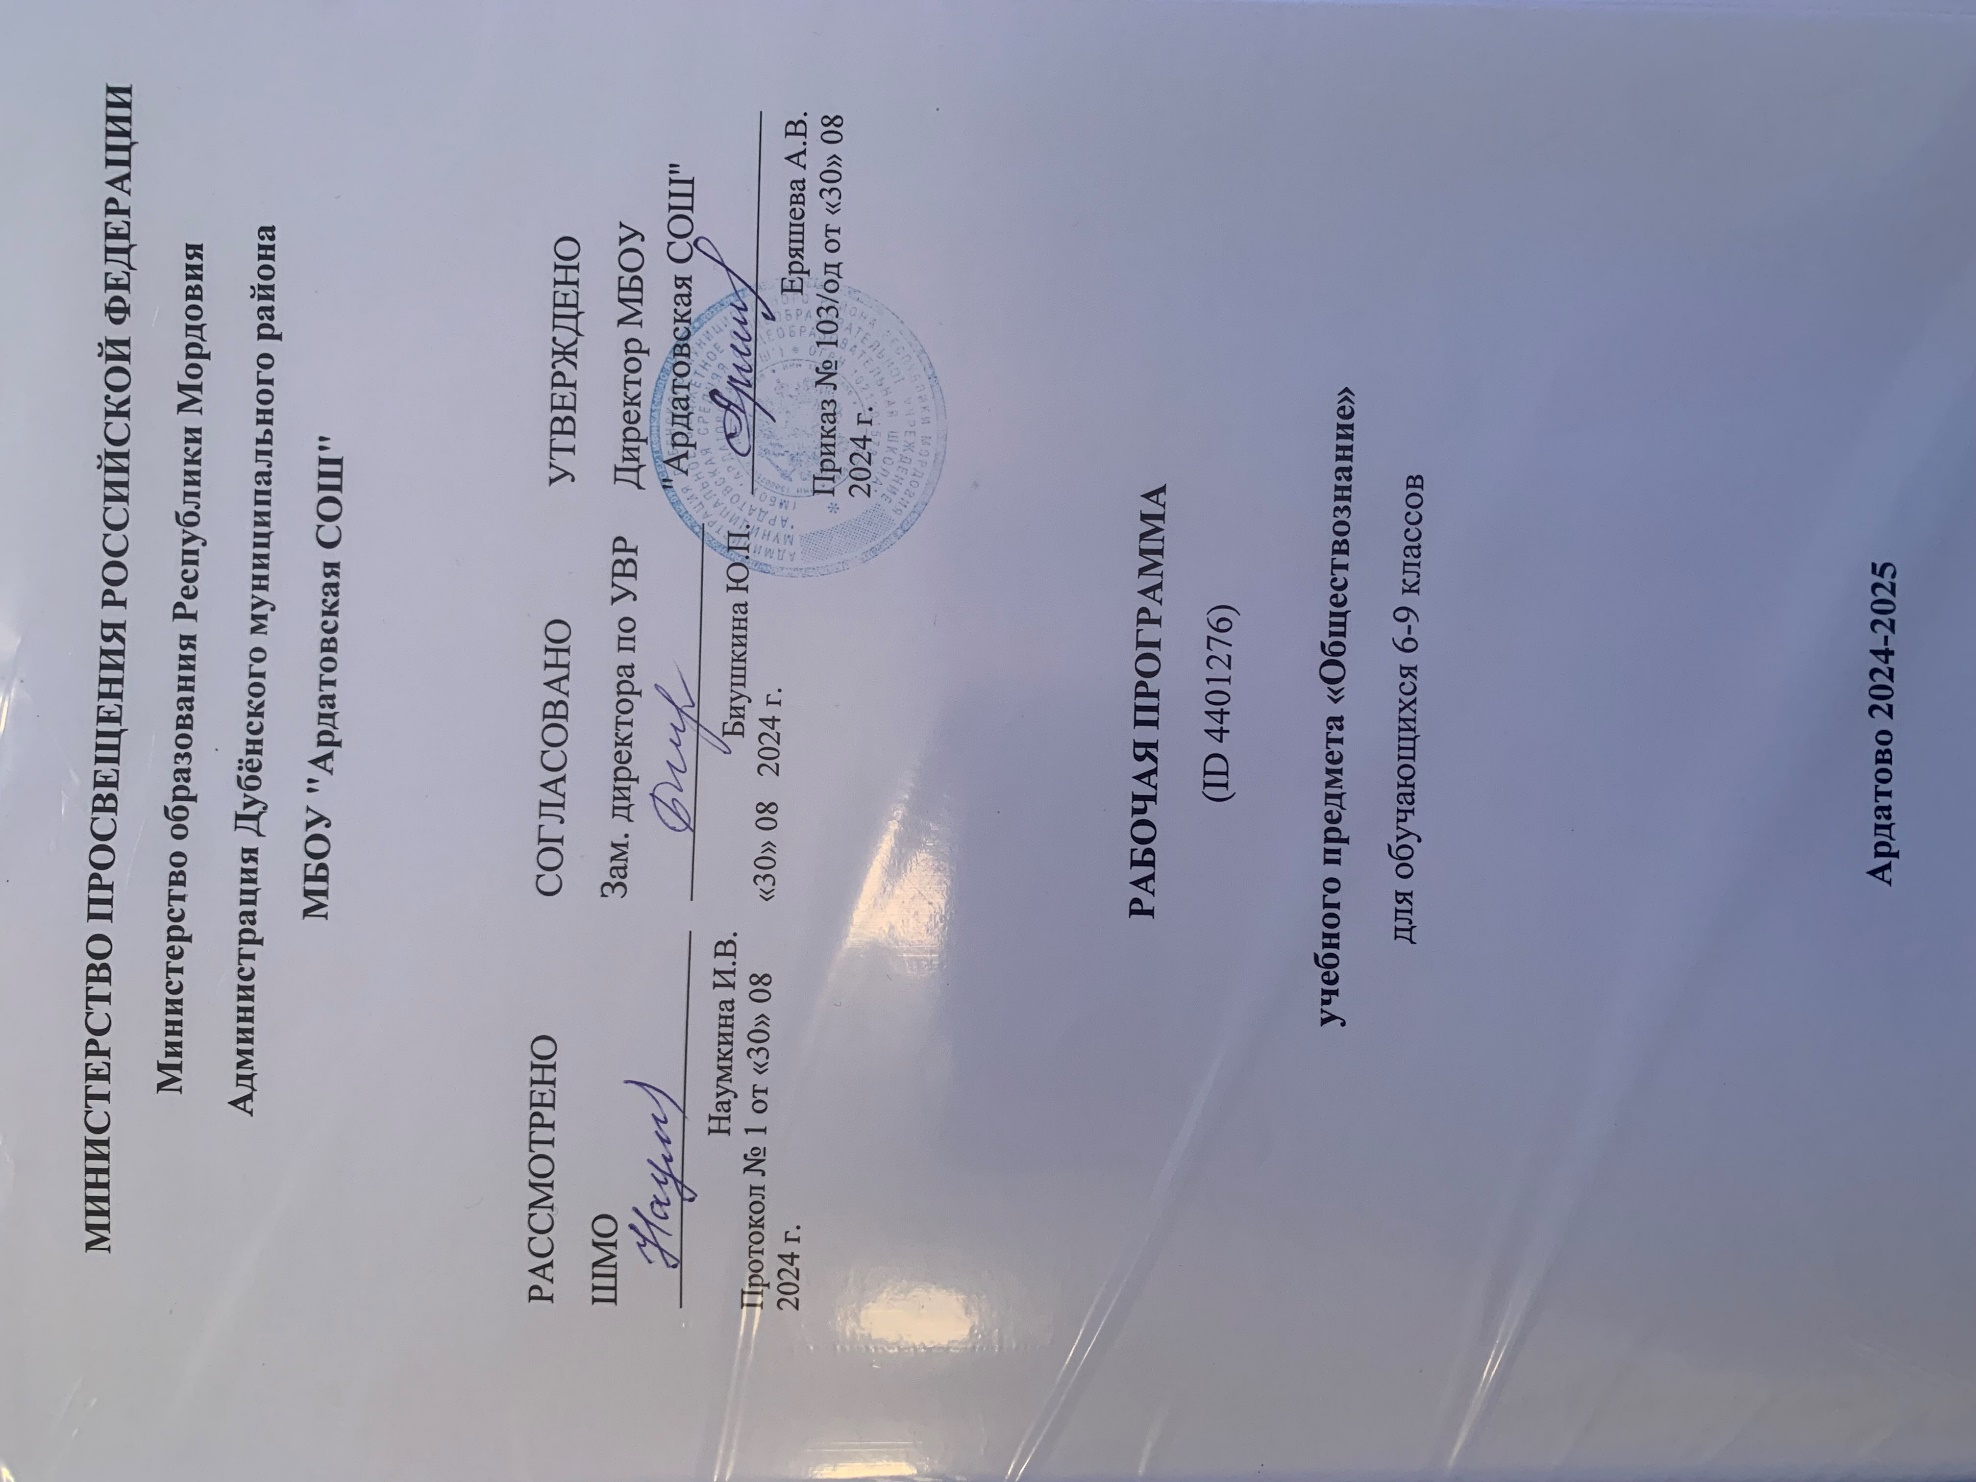 МИНИСТЕРСТВО ПРОСВЕЩЕНИЯ РОССИЙСКОЙ ФЕДЕРАЦИИ
Министерство образования Республики Мордовия
Администрация Дубёнского муниципального района
МБОУ "Ардатовская СОШ"
РАССМОТРЕНО
ШМО
Наумкина И.В.
Протокол № 1 от «30» 08
2024 г.
СОГЛАСОВАНО
Зам. директора по УВР
Биушкина Ю.П.
«30» 08 2024 г.
УТВЕРЖДЕНО
Директор МБОУ
"Ардатовская СОШ"
Еряшева А.В.
Приказ № 103/од от «30» 08
2024 г.
РАБОЧАЯ ПРОГРАММА
(ID 4401276)
учебного предмета «Обществознание»
для обучающихся 6-9 классов
Ардатово 2024-2025